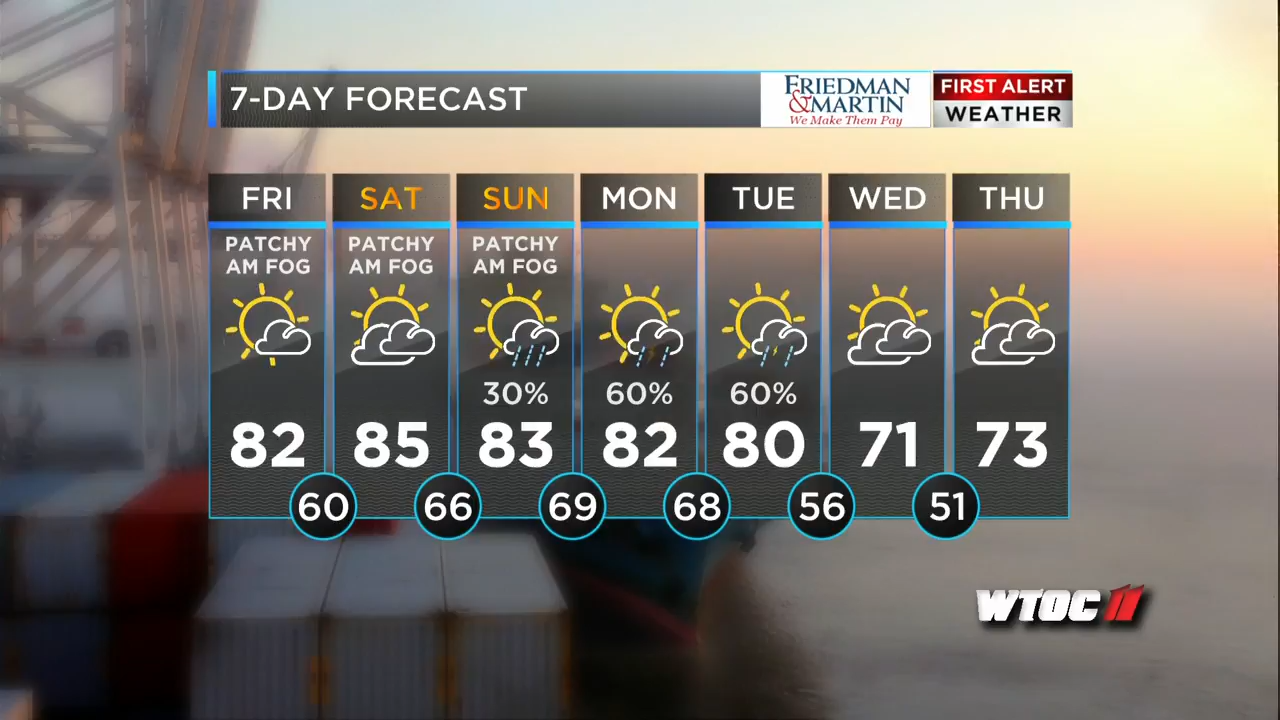 7-DAY FORECAST
FRIEDMAN
&MARTIN
We Make Them Pay
FIRST ALERT
WEATHER
FRI SAT SUN MON TUE WED THU
PATCHY PATCHY PATCHY
AM FOG AM FOG AM FOG
30% 60% 60%
82 85 83 82 80 71 73
60 66 69 68 56 51
WTOC 11